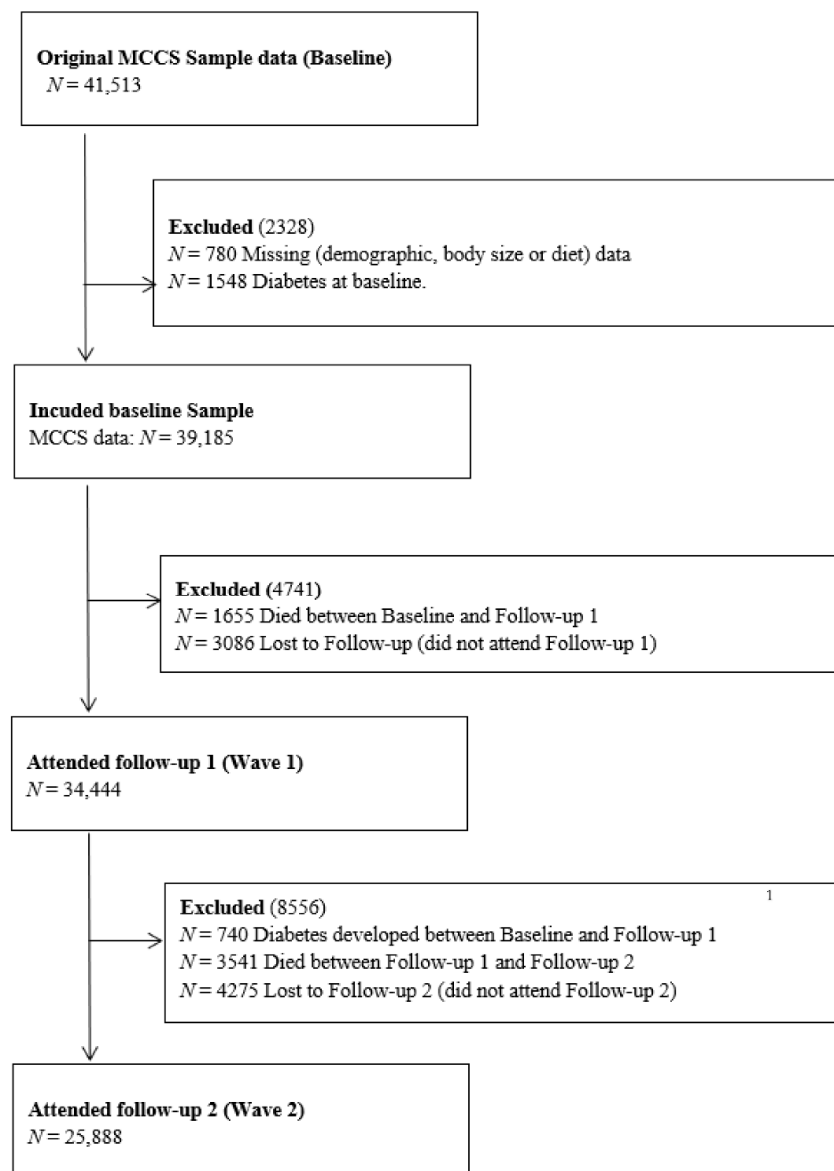 Original MCCS Sample data (Baseline)
N = 41,513
Excluded (2328)
N = 780 Missing (demographic, body size or diet) data
N = 1548 Diabetes at baseline.
Incuded baseline Sample
MCCS data: N = 39,185
Excluded (4741)
N = 1655 Died between Baseline and Follow-up 1
N = 3086 Lost to Follow-up (did not attend Follow-up 1)
Attended follow-up 1 (Wave 1)
N = 34,444
1
Excluded (8556)
N = 740 Diabetes developed between Baseline and Follow-up 1
N = 3541 Died between Follow-up 1 and Follow-up 2
N = 4275 Lost to Follow-up 2 (did not attend Follow-up 2)
Attended follow-up 2 (Wave 2)
N = 25,888